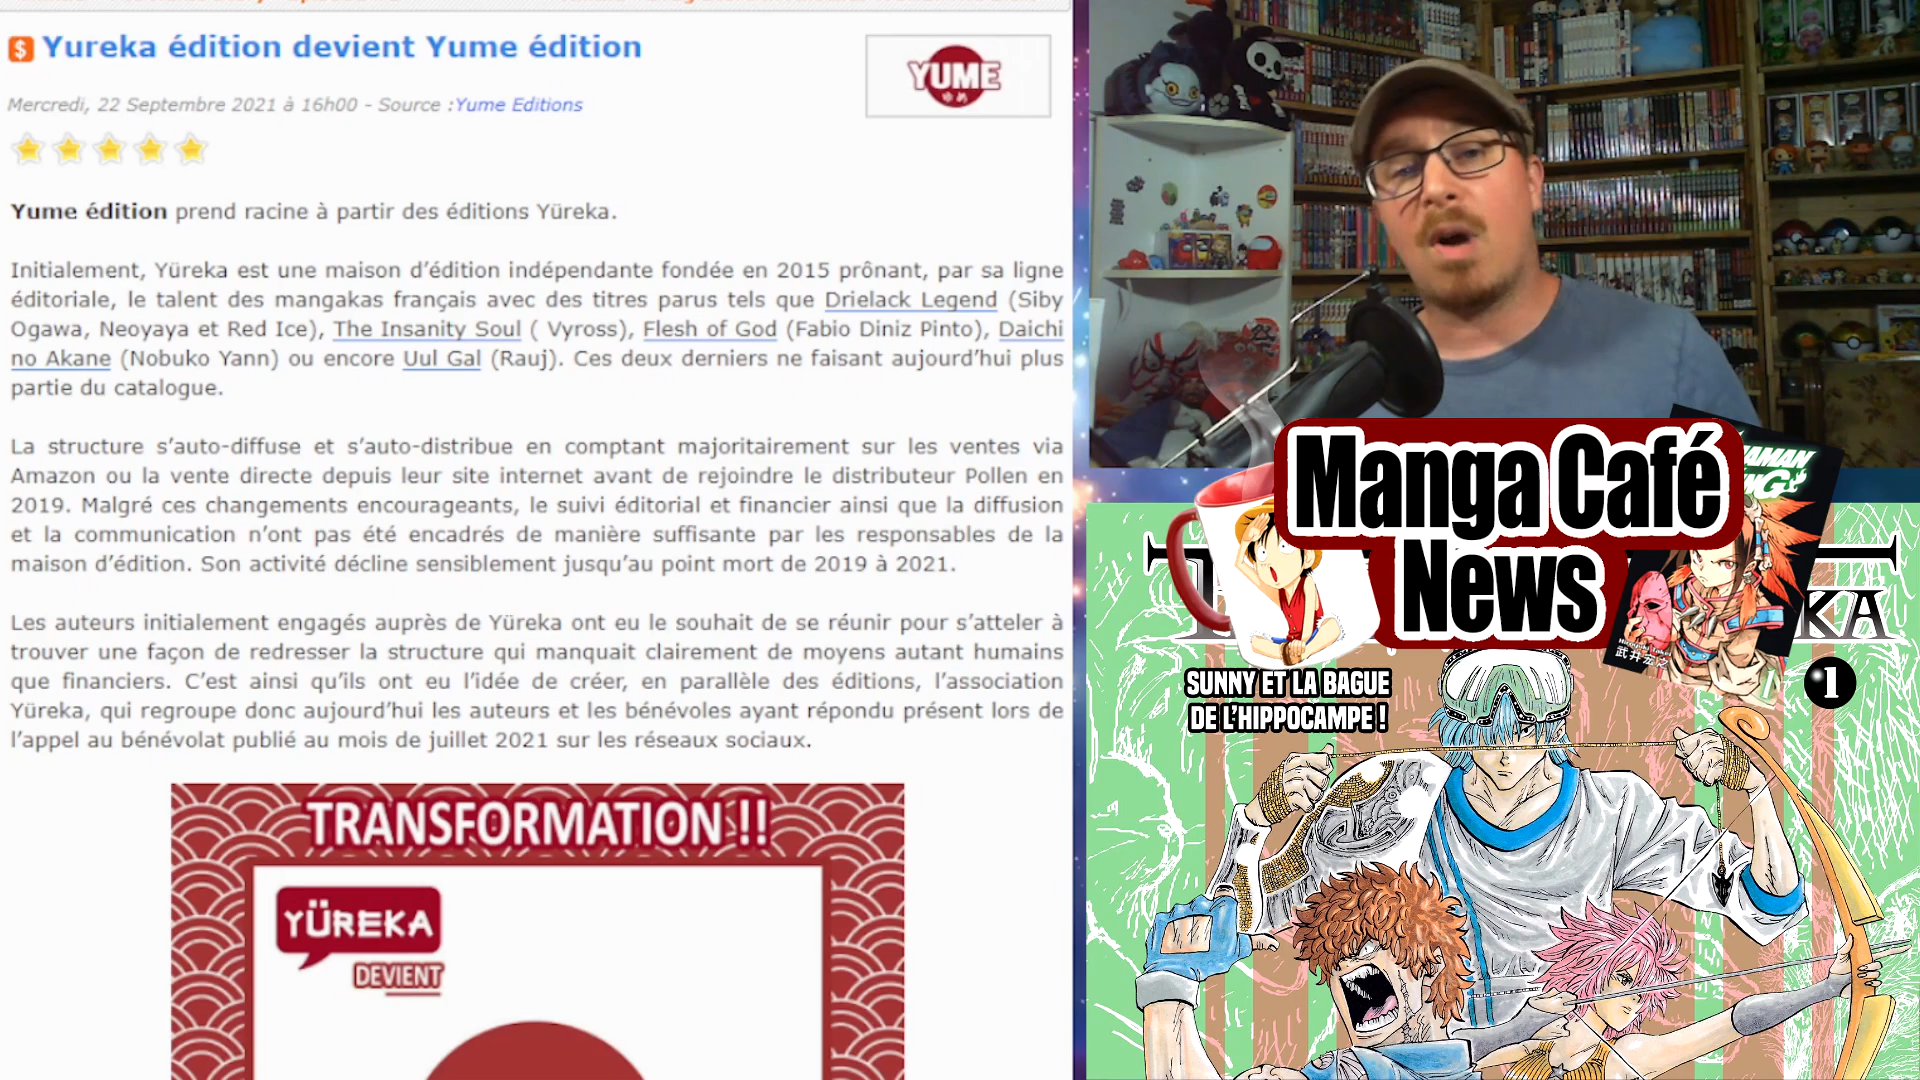 Yureka édition devient Yume édition
YUME
ゆめ
Mercredi, 22 Septembre 2021 à 16h00 - Source :Yume Editions
Yume édition prend racine à partir des éditions Yüreka.
Initialement, Yüreka est une maison d’édition indépendante fondée en 2015 prônant, par sa ligne
éditoriale, le talent des mangakas français avec des titres parus tels que Drielack Legend (Siby
Ogawa, Neoyaya et Red Ice), The Insanity Soul ( Vyross), Flesh of God (Fabio Diniz Pinto), Daichi
no Akane (Nobuko Yann) ou encore Uul Gal (Rauj). Ces deux derniers ne faisant aujourd’hui plus
partie du catalogue.
La structure s’auto-diffuse et s’auto-distribue en comptant majoritairement sur les ventes via
Amazon ou la vente directe depuis leur site internet avant de rejoindre le distributeur Pollen en
2019. Malgré ces changements encourageants, le suivi éditorial et financier ainsi que la diffusion
et la communication n’ont pas été encadrés de manière suffisante par les responsables de la
maison d’édition. Son activité décline sensiblement jusqu’au point mort de 2019 à 2021.
Les auteurs initialement engagés auprès de Yüreka ont eu le souhait de se réunir pour s’atteler à
trouver une façon de redresser la structure qui manquait clairement de moyens autant humains
que financiers. C’est ainsi qu’ils ont eu l’idée de créer, en parallèle des éditions, l’association
Yüreka, qui regroupe donc aujourd’hui les auteurs et les bénévoles ayant répondu présent lors de
l’appel au bénévolat publié au mois de juillet 2021 sur les réseaux sociaux.
TRANSFORMATION !!
YÜREKA
DEVIENT
Manga Café
News
武井宏之
1
KA
1
SUNNY ET LA BAGUE
DE L'HIPPOCAMPE !